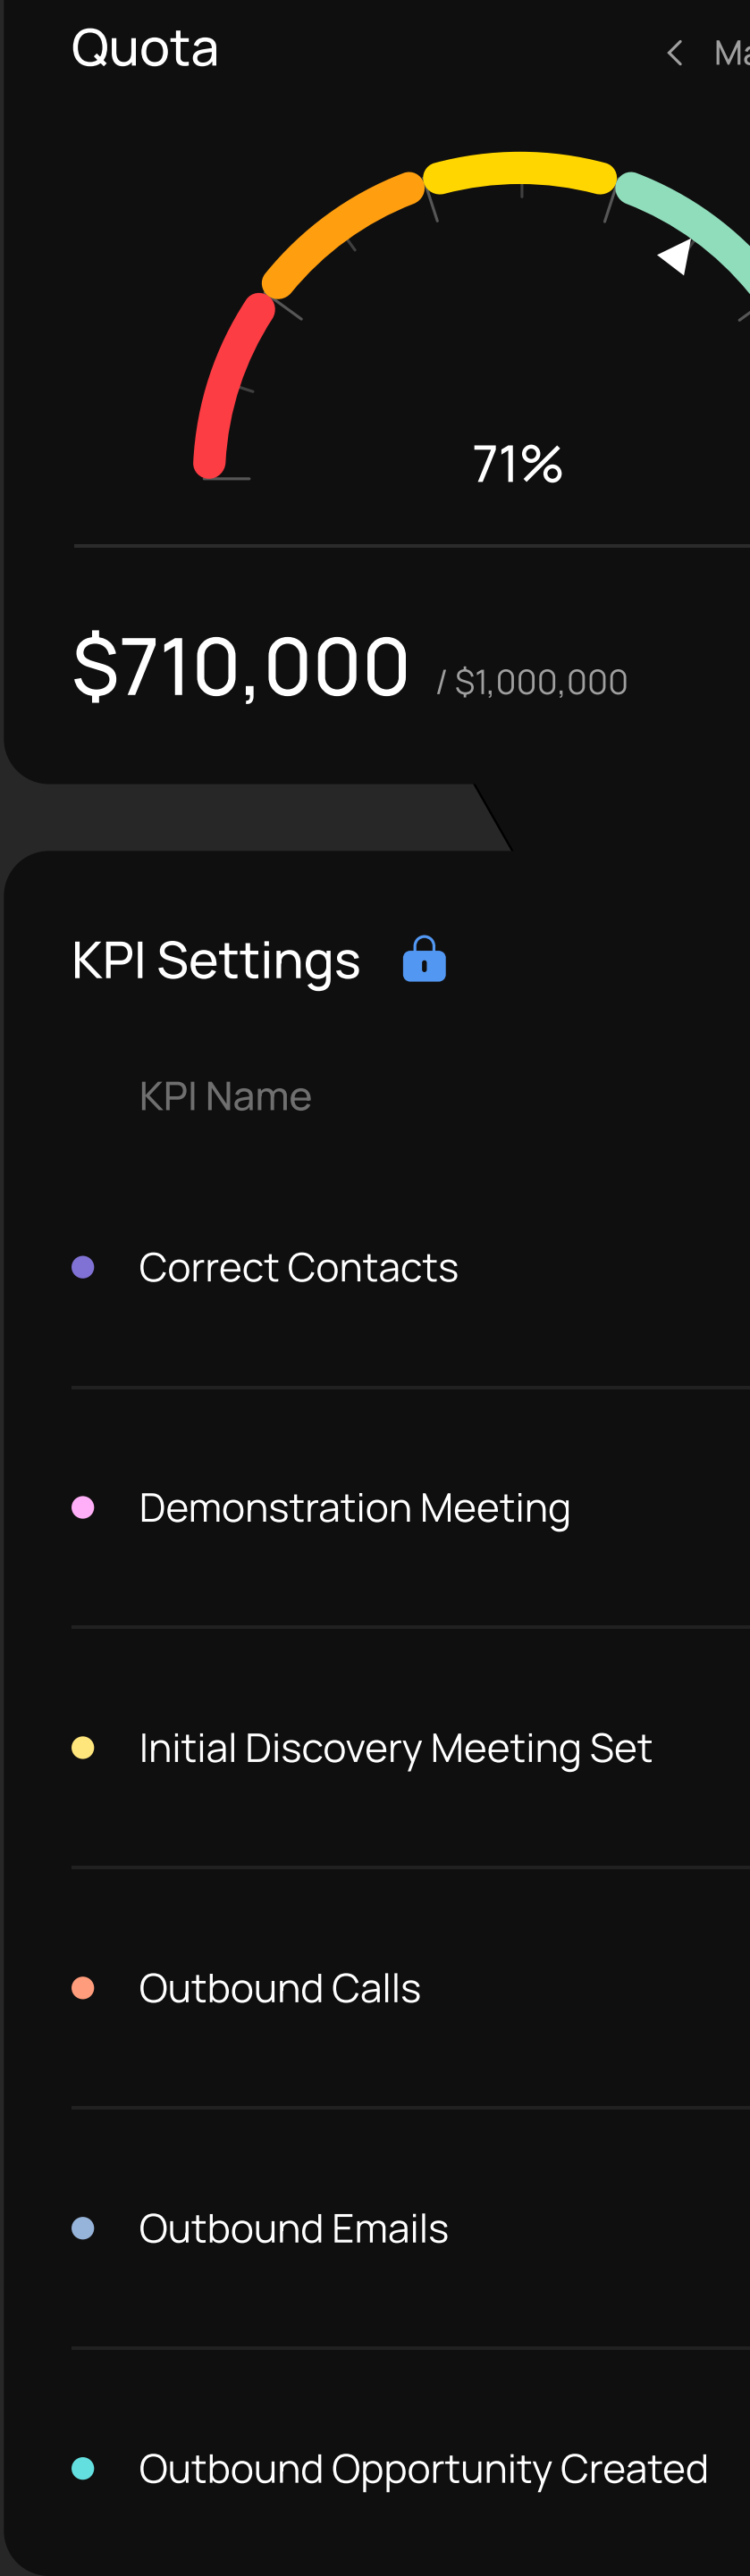 Quota
71%
$710,000 / $1,000,000
KPI Settings
KPI Name
Correct Contacts
Demonstration Meeting
Initial Discovery Meeting Set
Outbound Calls
Outbound Emails
Outbound Opportunity Created